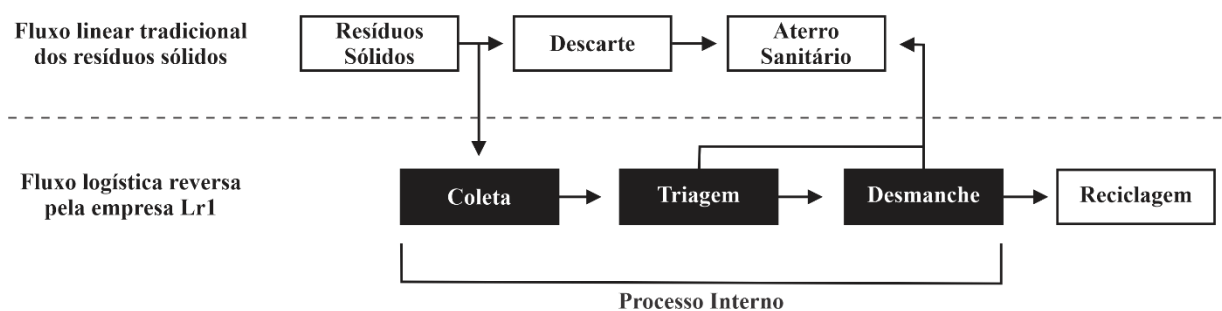 Fluxo linear tradicional
dos resíduos sólidos
Resíduos
Sólidos
Descarte
Aterro
Sanitário
Fluxo logística reversa
pela empresa Lr1
Coleta
Triagem
Desmanche
Reciclagem
Processo Interno